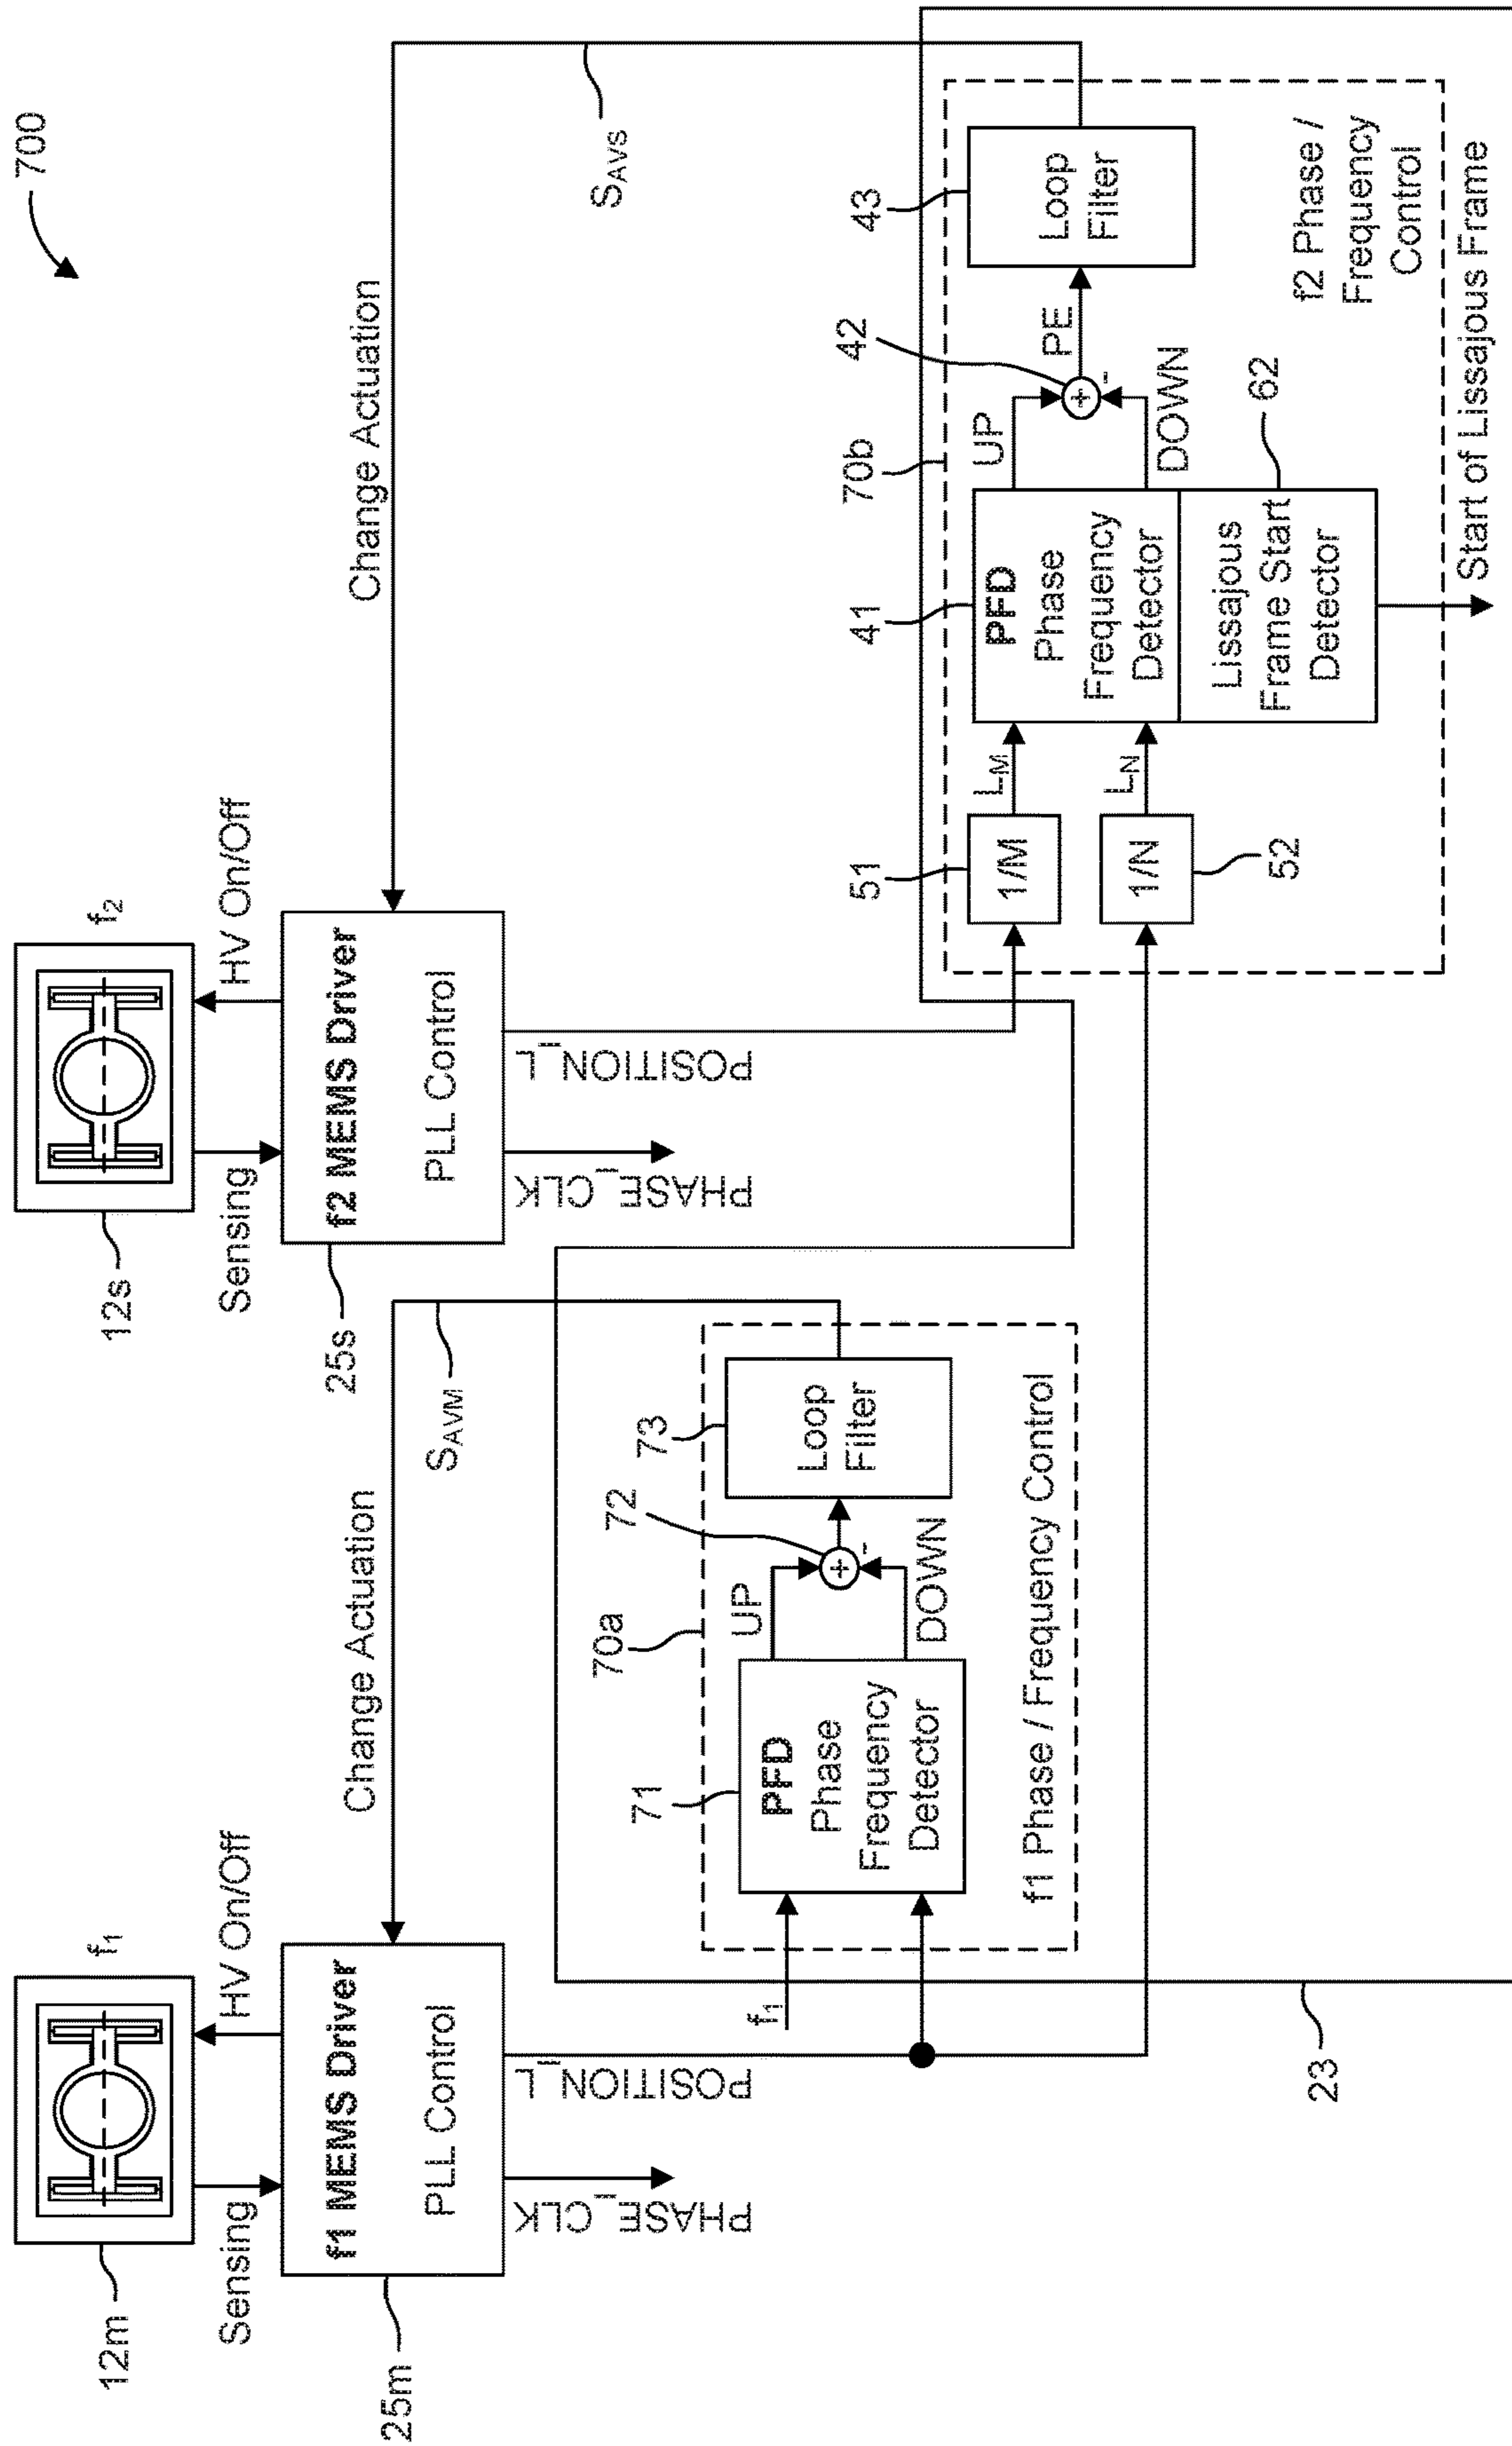 700
12m
f₁
Sensing
HV On/Off
25m
f1 MEMS Driver
PLL Control
PHASE_CLK
POSITION_L
Change Actuation
S_AVM
12s
f₂
Sensing
HV On/Off
25s
f2 MEMS Driver
PLL Control
PHASE_CLK
POSITION_L
Change Actuation
S_AVS
23
f₁
70a
71
PFD
Phase
Frequency
Detector
UP
DOWN
72
+
-
73
Loop
Filter
f1 Phase / Frequency Control
70b
51
1/M
L_M
52
1/N
L_N
41
PFD
Phase
Frequency
Detector
62
Lissajous
Frame Start
Detector
UP
DOWN
42
+
-
PE
43
Loop
Filter
f2 Phase /
Frequency
Control
Start of Lissajous Frame